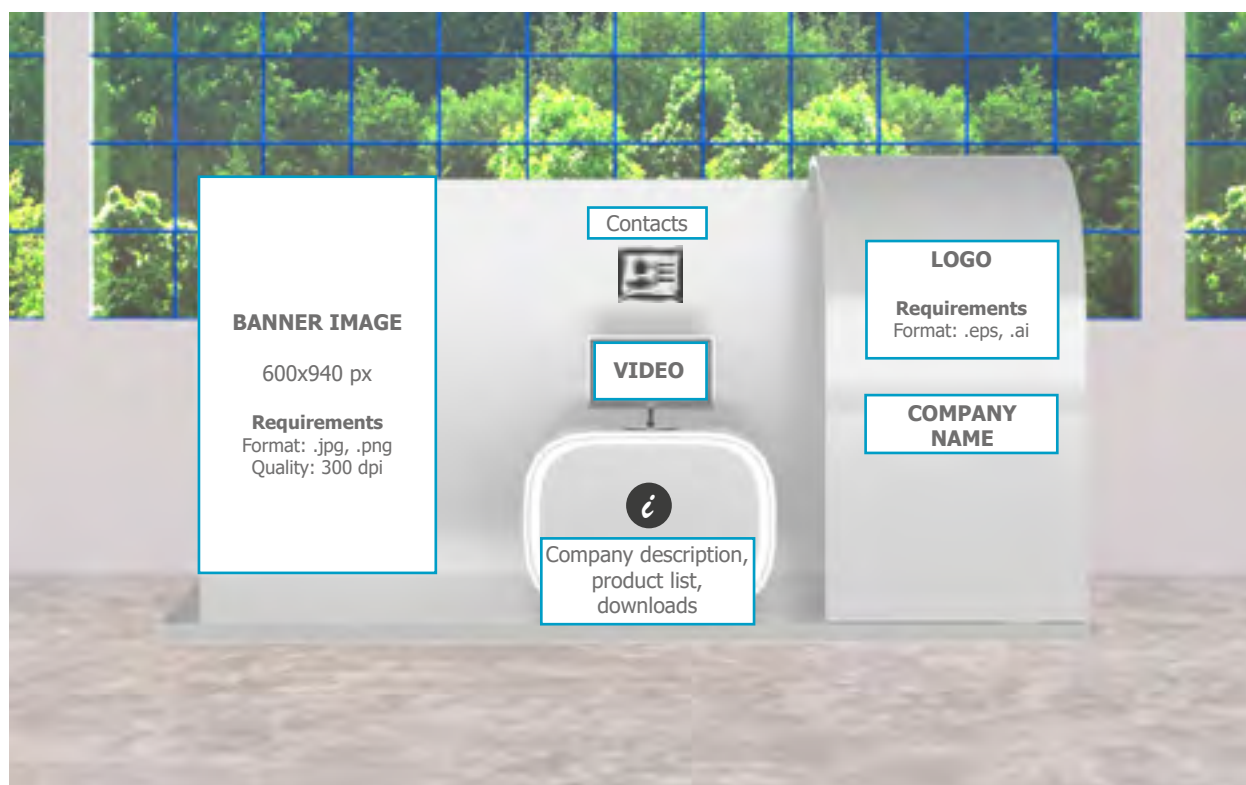 BANNER IMAGE
600x940 px
Requirements
Format: .jpg, .png
Quality: 300 dpi
Contacts
VIDEO
i
Company description,
product list,
downloads
LOGO
Requirements
Format: .eps, .ai
COMPANY
NAME